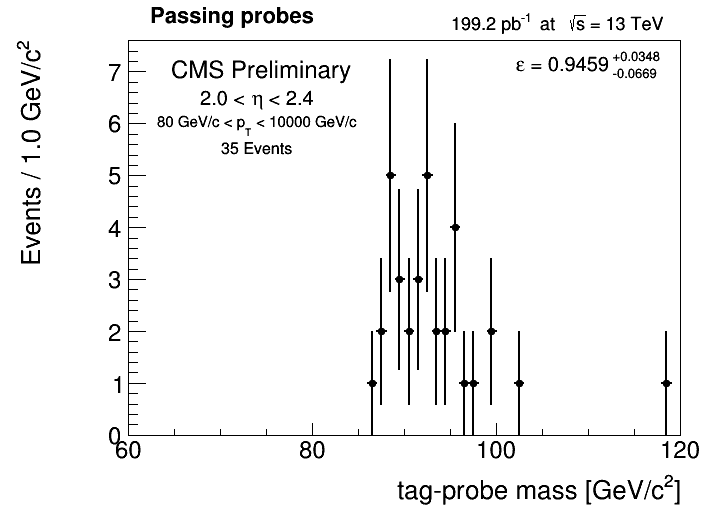 Passing probes
199.2 pb⁻¹ at √s = 13 TeV
CMS Preliminary
ε = 0.9459 +0.0348 -0.0669
2.0 < η < 2.4
80 GeV/c < p_T < 10000 GeV/c
35 Events
Events / 1.0 GeV/c²
7
6
5
4
3
2
1
0
60 80 100 120
tag-probe mass [GeV/c²]